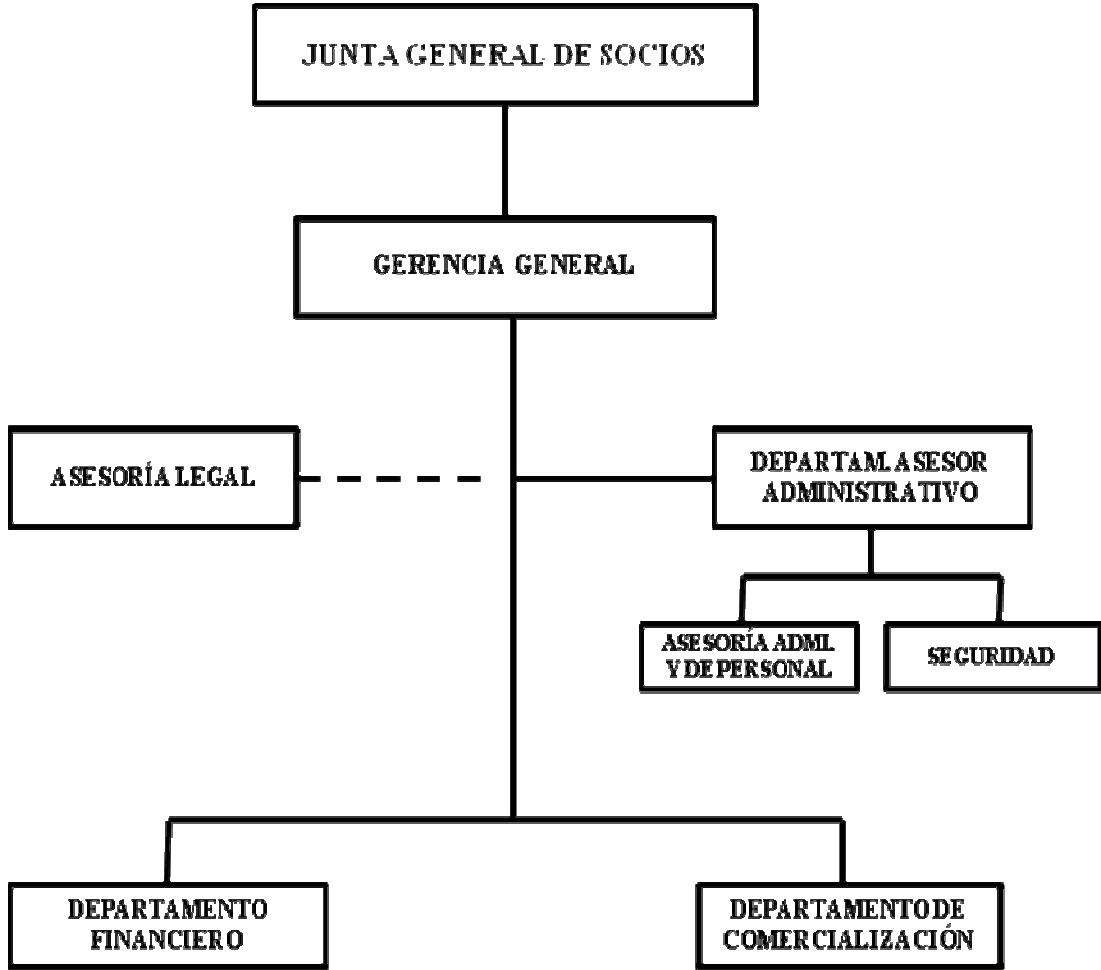 JUNTA GENERAL DE SOCIOS
GERENCIA GENERAL
ASESORÍA LEGAL
DEPARTAM. ASESOR
ADMINISTRATIVO
ASESORÍA ADML
Y DE PERSONAL
SEGURIDAD
DEPARTAMENTO
FINANCIERO
DEPARTAMENTO DE
COMERCIALIZACIÓN